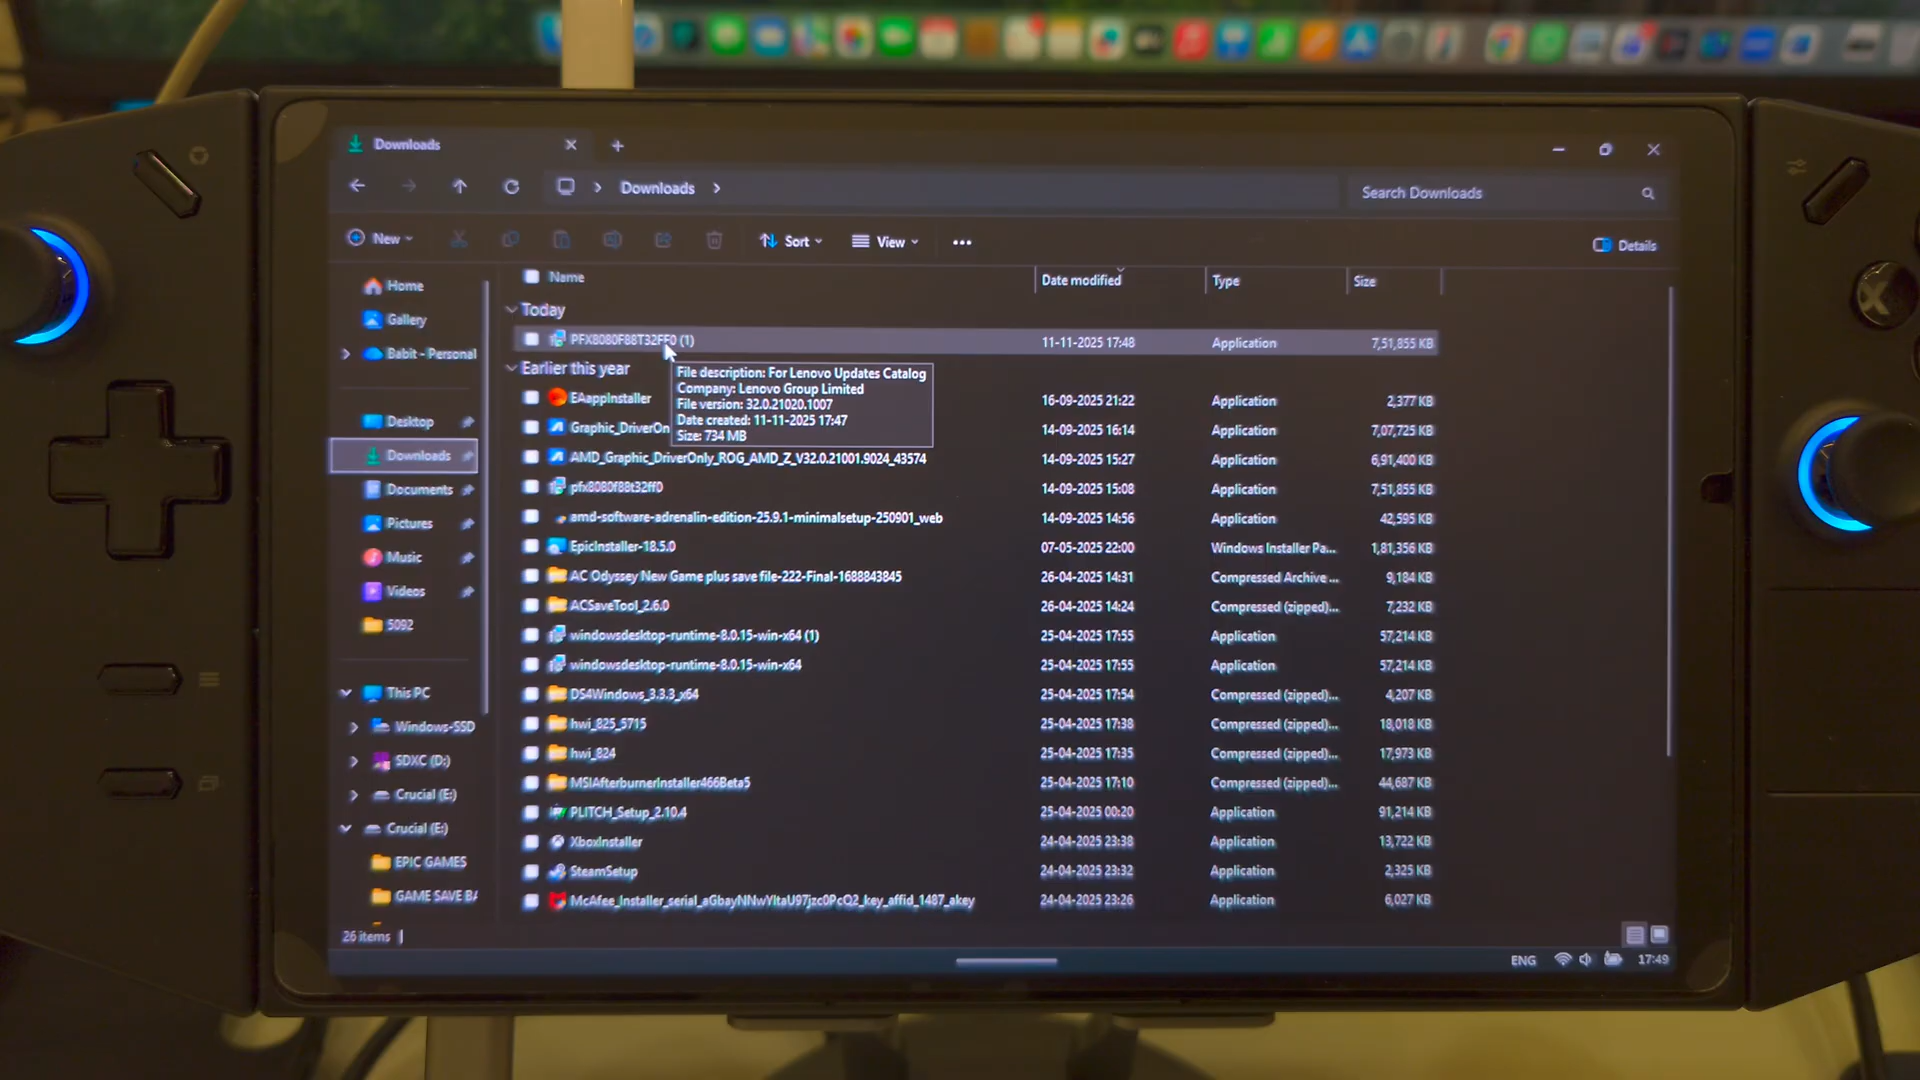 Downloads
Downloads
Search Downloads
New
Sort
View
Details
Name
Date modified
Type
Size
Home
Gallery
Babit - Personal
Desktop
Downloads
Documents
Pictures
Music
Videos
5092
This PC
Windows-SSD
SDXC (D:)
Crucial (E:)
Crucial (E:)
EPIC GAMES
GAME SAVE BA
Today
PFX8080F88T32FF0 (1) 11-11-2025 17:48 Application 7,51,855 KB
Earlier this year
File description: For Lenovo Updates Catalog
Company: Lenovo Group Limited
File version: 32.0.21020.1007
Date created: 11-11-2025 17:47
Size: 734 MB
EAappInstaller 16-09-2025 21:22 Application 2,377 KB
Graphic_DriverOn 14-09-2025 16:14 Application 7,07,725 KB
AMD_Graphic_DriverOnly_ROG_AMD_Z_V32.0.21001.9024_43574 14-09-2025 15:27 Application 6,91,400 KB
pfx8080f88t32ff0 14-09-2025 15:08 Application 7,51,855 KB
amd-software-adrenalin-edition-25.9.1-minimalsetup-250901_web 14-09-2025 14:56 Application 42,595 KB
EpicInstaller-18.5.0 07-05-2025 22:00 Windows Installer Pa... 1,81,356 KB
AC Odyssey New Game plus save file-222-Final-1688843845 26-04-2025 14:31 Compressed Archive ... 9,184 KB
ACSaveTool_2.6.0 26-04-2025 14:24 Compressed (zipped)... 7,232 KB
windowsdesktop-runtime-8.0.15-win-x64 (1) 25-04-2025 17:55 Application 57,214 KB
windowsdesktop-runtime-8.0.15-win-x64 25-04-2025 17:55 Application 57,214 KB
DS4Windows_3.3.3_x64 25-04-2025 17:54 Compressed (zipped)... 4,207 KB
hwi_825_5715 25-04-2025 17:38 Compressed (zipped)... 18,018 KB
hwi_824 25-04-2025 17:35 Compressed (zipped)... 17,973 KB
MSIAfterburnerInstaller466Beta5 25-04-2025 17:10 Compressed (zipped)... 44,687 KB
PLITCH_Setup_2.10.4 25-04-2025 00:20 Application 91,214 KB
XboxInstaller 24-04-2025 23:38 Application 13,722 KB
SteamSetup 24-04-2025 23:32 Application 2,325 KB
McAfee_Installer_serial_aGbayNNwYltaU97jzc0PcQ2_key_affid_1487_akey 24-04-2025 23:26 Application 6,027 KB
26 items
ENG
17:49
X